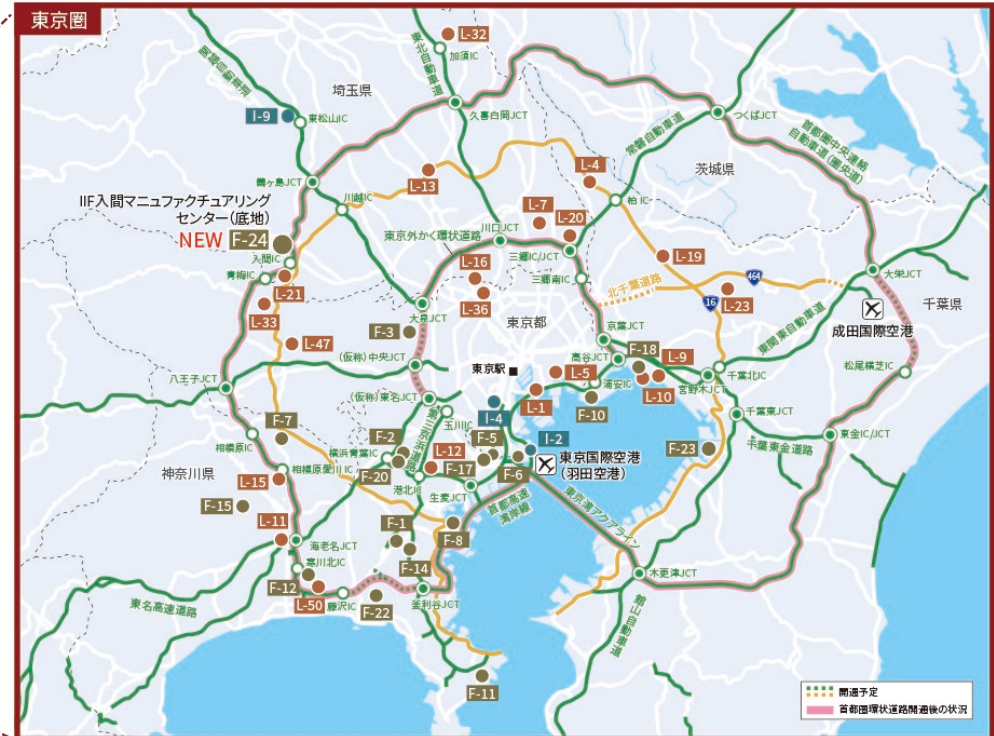 東京圏
L-32
加須IC
東北自動車道
関越自動車道
埼玉県
I-9
東松山IC
久喜白岡JCT
つくばJCT
首都圏中央連絡
自動車道(圏央道)
常磐自動車道
茨城県
L-4
L-13
鶴ヶ島JCT
川越IC
柏IC
IIF入間マニュファクチュアリング
センター(底地)
NEW F-24
入間IC
青梅IC
L-7
L-20
川口JCT
東京外かく環状道路
三郷IC/JCT
三郷南IC
L-16
L-36
L-19
464
16
北千葉道路
L-23
大栄JCT
千葉県
成田国際空港
L-21
L-33
大泉JCT
東京都
F-3
L-47
京葉JCT
F-18
L-9
東関東自動車道
(仮称)中央JCT
東京駅
高谷JCT
L-5
浦安IC
L-10
宮野木JCT
千葉北IC
松尾横芝IC
八王子JCT
(仮称)東名JCT
L-1
F-10
玉川IC
第三京浜道路
I-4
千葉東JCT
東金IC/JCT
千葉東金道路
F-7
相模原IC
F-2
横浜青葉IC
F-5
I-2
F-23
東京国際空港
(羽田空港)
L-12
F-17
F-6
F-20
港北IC
生麦JCT
首都高速
湾岸線
東京湾アクアライン
神奈川県
相模原愛川IC
L-15
F-15
L-11
F-1
F-8
海老名JCT
寒川北IC
F-14
F-12
L-50
藤沢IC
F-22
釜利谷JCT
木更津JCT
東名高速道路
館山自動車道
F-11
開通予定
首都圏環状道路開通後の状況